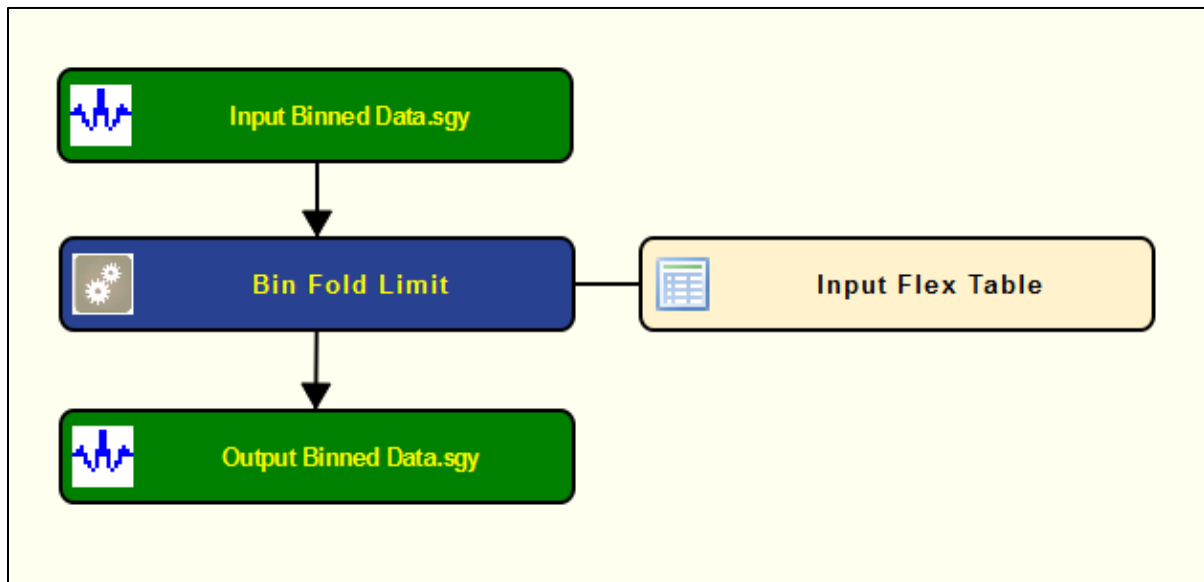 Input Binned Data.sgy
Bin Fold Limit
Input Flex Table
Output Binned Data.sgy